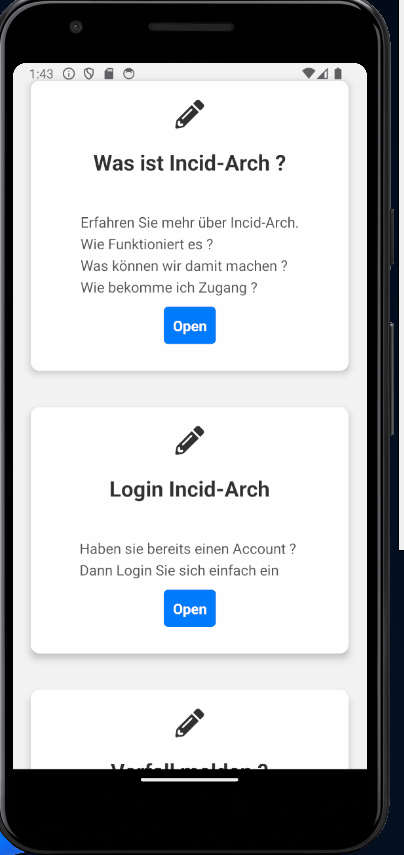 1:43
Was ist Incid-Arch ?
Erfahren Sie mehr über Incid-Arch.
Wie Funktioniert es ?
Was können wir damit machen ?
Wie bekomme ich Zugang ?
Open
Login Incid-Arch
Haben sie bereits einen Account ?
Dann Login Sie sich einfach ein
Open
Vorfall melden ?